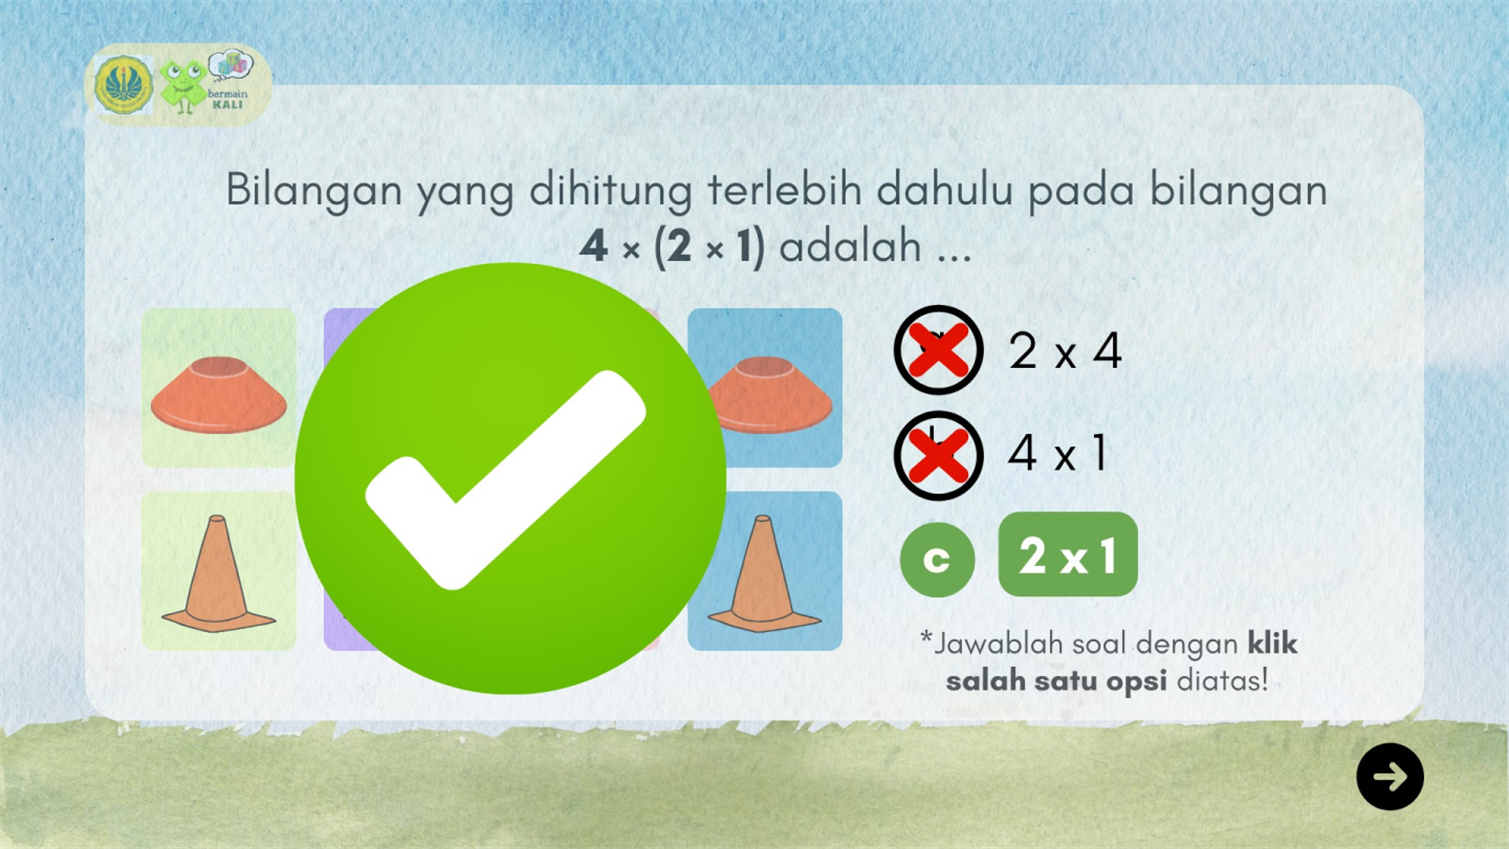 bermain
KALI
Bilangan yang dihitung terlebih dahulu pada bilangan
4 × (2 × 1) adalah ...
2 x 4
4 x 1
c 2 x 1
*Jawablah soal dengan klik
salah satu opsi diatas!